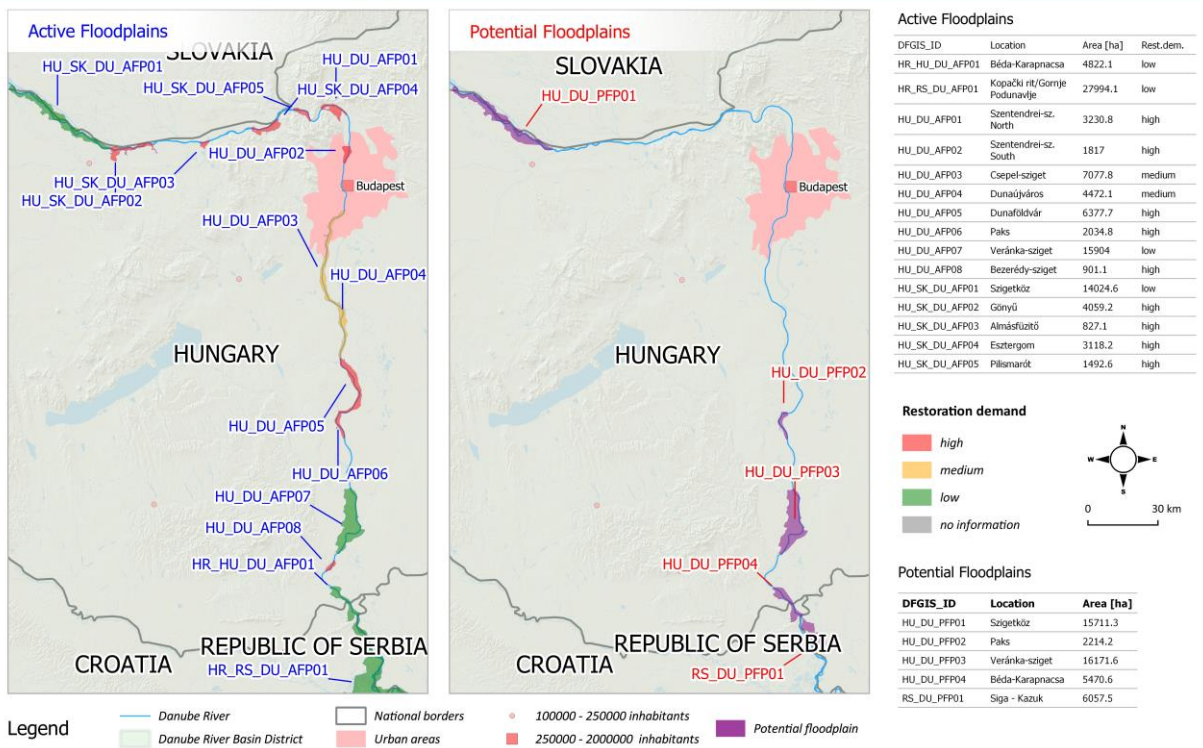 Active Floodplains
SLOVAKIA
HU_SK_DU_AFP01
HU_DU_AFP01
HU_SK_DU_AFP05
HU_SK_DU_AFP04
HU_DU_AFP02
HU_SK_DU_AFP03
HU_SK_DU_AFP02
Budapest
HU_DU_AFP03
HU_DU_AFP04
HUNGARY
HU_DU_AFP05
HU_DU_AFP06
HU_DU_AFP07
HU_DU_AFP08
HR_HU_DU_AFP01
REPUBLIC OF SERBIA
CROATIA
HR_RS_DU_AFP01
Potential Floodplains
SLOVAKIA
HU_DU_PFP01
Budapest
HUNGARY
HU_DU_PFP02
HU_DU_PFP03
HU_DU_PFP04
REPUBLIC OF SERBIA
CROATIA
RS_DU_PFP01
Active Floodplains
DFGIS_ID Location Area [ha] Rest.dem.
HR_HU_DU_AFP01 Béda-Karapnacsa 4822.1 low
HR_RS_DU_AFP01 Kopački rit/Gornje Podunavlje 27994.1 low
HU_DU_AFP01 Szentendrei-sz. North 3230.8 high
HU_DU_AFP02 Szentendrei-sz. South 1817 high
HU_DU_AFP03 Csepel-sziget 7077.8 medium
HU_DU_AFP04 Dunaújváros 4472.1 medium
HU_DU_AFP05 Dunaföldvár 6377.7 high
HU_DU_AFP06 Paks 2034.8 high
HU_DU_AFP07 Veránka-sziget 15904 low
HU_DU_AFP08 Bezerédy-sziget 901.1 high
HU_SK_DU_AFP01 Szigetköz 14024.6 low
HU_SK_DU_AFP02 Gönyű 4059.2 high
HU_SK_DU_AFP03 Almásfüzitő 827.1 high
HU_SK_DU_AFP04 Esztergom 3118.2 high
HU_SK_DU_AFP05 Pilismarót 1492.6 high
Restoration demand
high
medium
low
no information
N
W E
S
0 30 km
Potential Floodplains
DFGIS_ID Location Area [ha]
HU_DU_PFP01 Szigetköz 15711.3
HU_DU_PFP02 Paks 2214.2
HU_DU_PFP03 Veránka-sziget 16171.6
HU_DU_PFP04 Béda-Karapnacsa 5470.6
RS_DU_PFP01 Siga - Kazuk 6057.5
Legend
Danube River
Danube River Basin District
National borders
Urban areas
100000 - 250000 inhabitants
250000 - 2000000 inhabitants
Potential floodplain